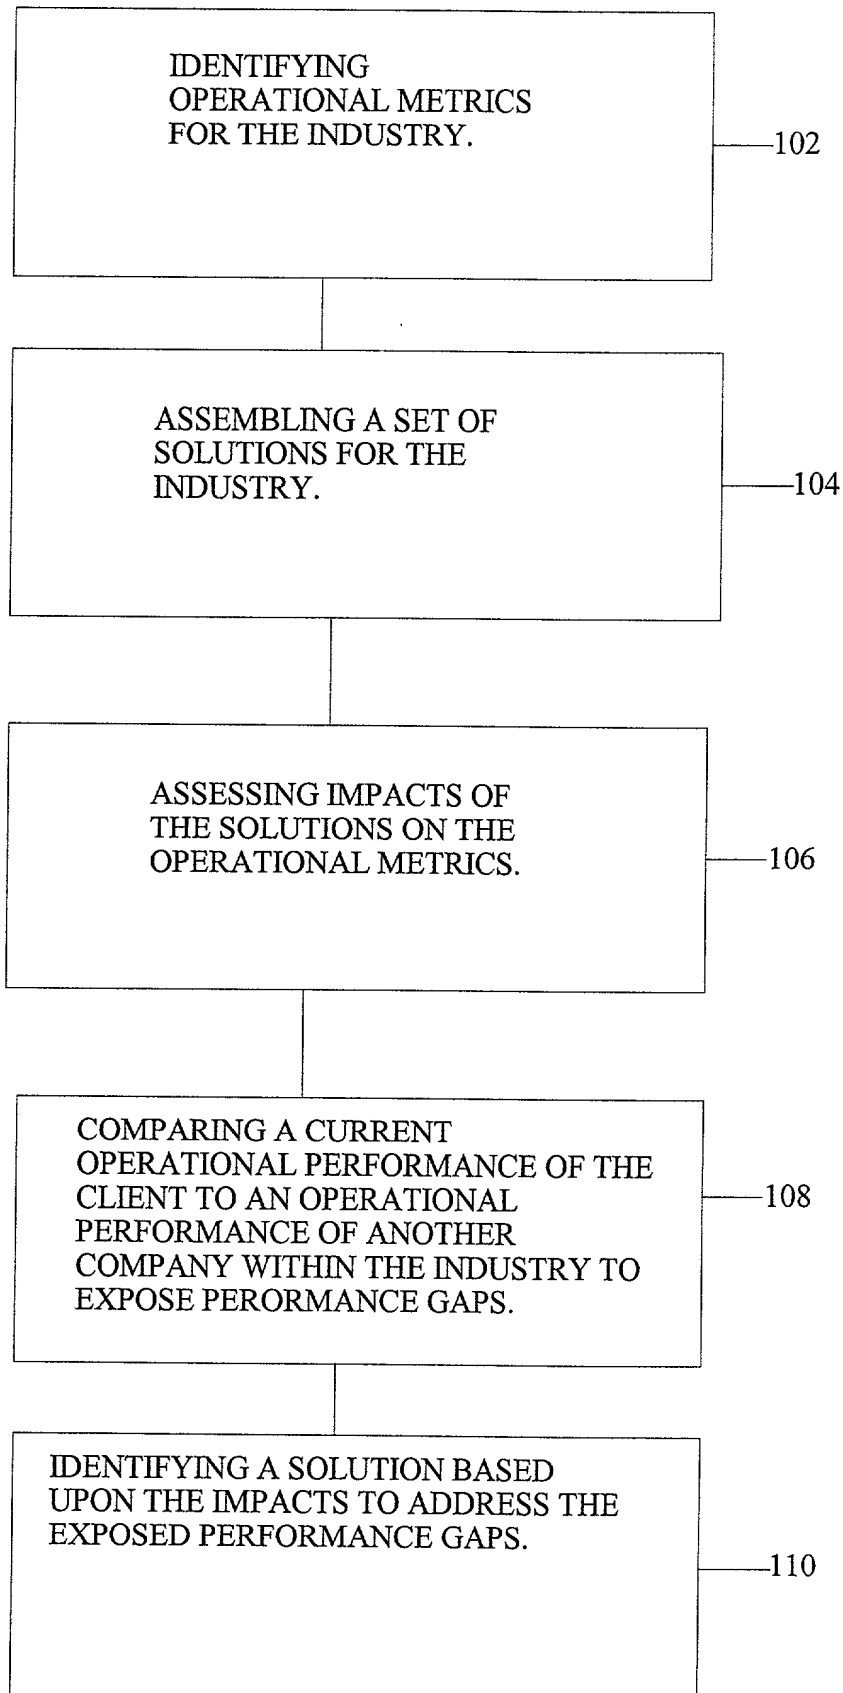 IDENTIFYING
OPERATIONAL METRICS
FOR THE INDUSTRY.
102
ASSEMBLING A SET OF
SOLUTIONS FOR THE
INDUSTRY.
104
ASSESSING IMPACTS OF
THE SOLUTIONS ON THE
OPERATIONAL METRICS.
106
COMPARING A CURRENT
OPERATIONAL PERFORMANCE OF THE
CLIENT TO AN OPERATIONAL
PERFORMANCE OF ANOTHER
COMPANY WITHIN THE INDUSTRY TO
EXPOSE PERORMANCE GAPS.
108
IDENTIFYING A SOLUTION BASED
UPON THE IMPACTS TO ADDRESS THE
EXPOSED PERFORMANCE GAPS.
110